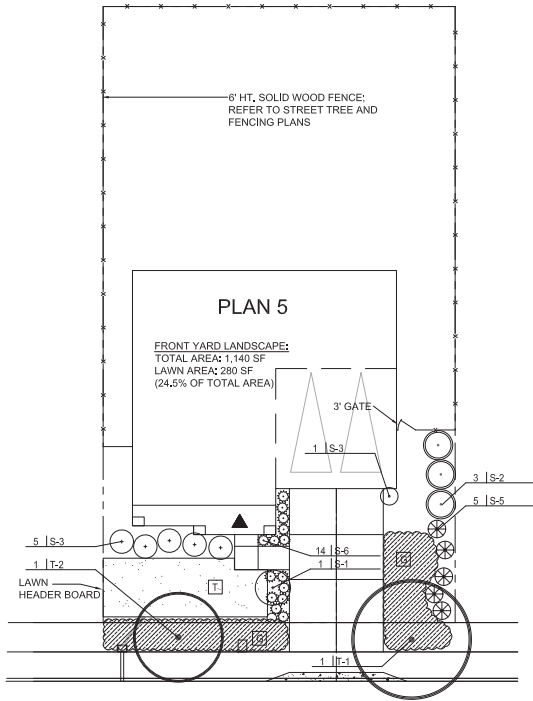 6' HT. SOLID WOOD FENCE;
REFER TO STREET TREE AND
FENCING PLANS
PLAN 5
FRONT YARD LANDSCAPE:
TOTAL AREA: 1,140 SF
LAWN AREA: 280 SF
(24.5% OF TOTAL AREA)
3' GATE
1 S-3
3 S-2
5 S-5
5 S-3
14 S-6
1 S-1
1 T-2
LAWN
HEADER BOARD
T
G
G
1 T-1